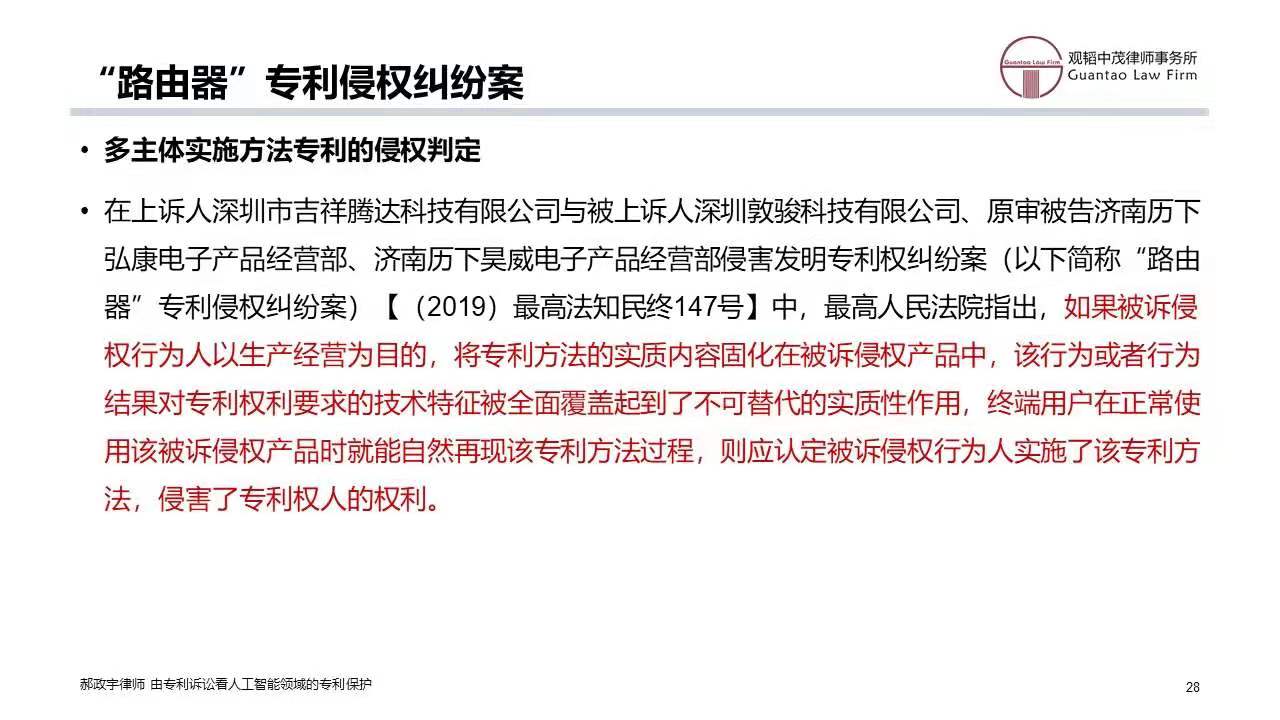 “路由器”专利侵权纠纷案
Guantao Law Firm
观韬中茂律师事务所
Guantao Law Firm
• 多主体实施方法专利的侵权判定
• 在上诉人深圳市吉祥腾达科技有限公司与被上诉人深圳敦骏科技有限公司、原审被告济南历下
弘康电子产品经营部、济南历下昊威电子产品经营部侵害发明专利权纠纷案（以下简称“路由
器”专利侵权纠纷案）【（2019）最高法知民终147号】中，最高人民法院指出，如果被诉侵
权行为人以生产经营为目的，将专利方法的实质内容固化在被诉侵权产品中，该行为或者行为
结果对专利权利要求的技术特征被全面覆盖起到了不可替代的实质性作用，终端用户在正常使
用该被诉侵权产品时就能自然再现该专利方法过程，则应认定被诉侵权行为人实施了该专利方
法，侵害了专利权人的权利。
郝政宇律师 由专利诉讼看人工智能领域的专利保护
28